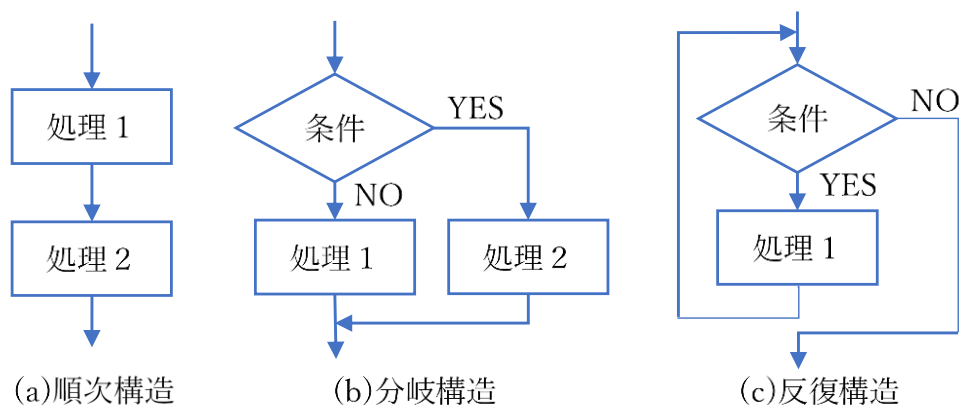 処理 1
処理 2
(a)順次構造
条件
YES
NO
処理 1
処理 2
(b)分岐構造
条件
NO
YES
処理 1
(c)反復構造